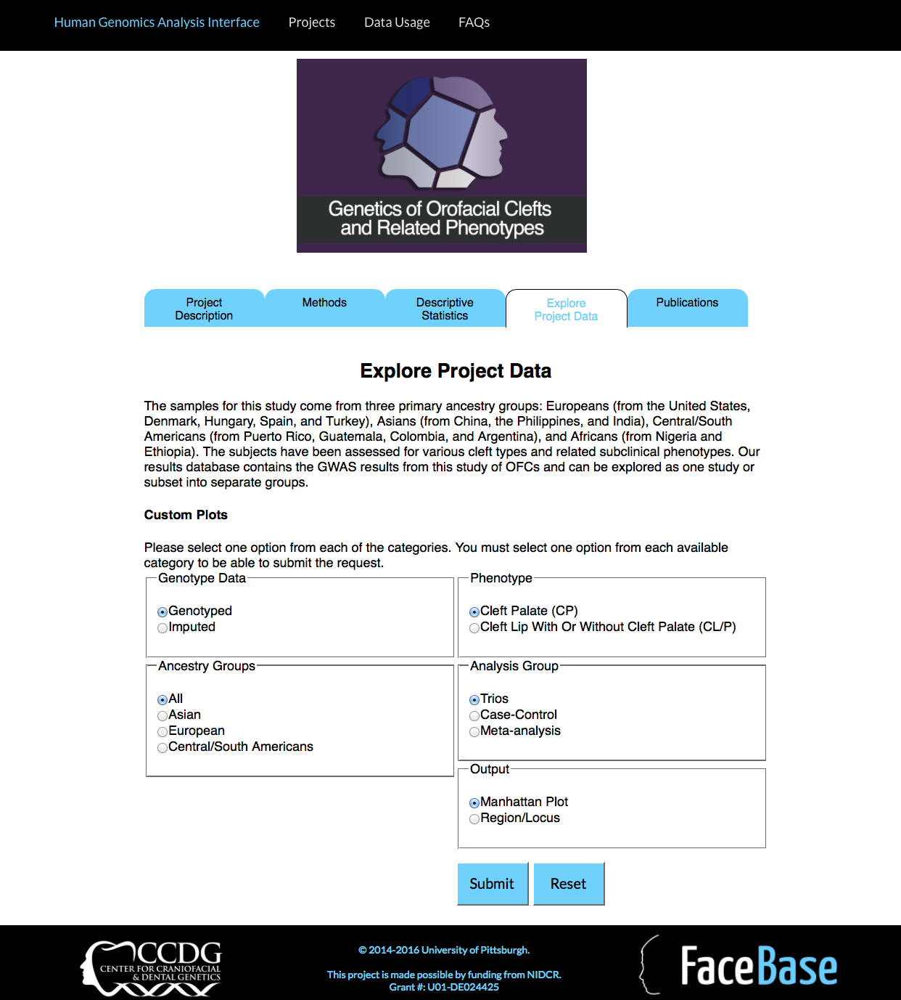 Human Genomics Analysis Interface Projects Data Usage FAQs
Genetics of Orofacial Clefts
and Related Phenotypes
Project
Description
Methods
Descriptive
Statistics
Explore
Project Data
Publications
Explore Project Data
The samples for this study come from three primary ancestry groups: Europeans (from the United States,
Denmark, Hungary, Spain, and Turkey), Asians (from China, the Philippines, and India), Central/South
Americans (from Puerto Rico, Guatemala, Colombia, and Argentina), and Africans (from Nigeria and
Ethiopia). The subjects have been assessed for various cleft types and related subclinical phenotypes. Our
results database contains the GWAS results from this study of OFCs and can be explored as one study or
subset into separate groups.
Custom Plots
Please select one option from each of the categories. You must select one option from each available
category to be able to submit the request.
Genotype Data
Genotyped
Imputed
Phenotype
Cleft Palate (CP)
Cleft Lip With Or Without Cleft Palate (CL/P)
Ancestry Groups
All
Asian
European
Central/South Americans
Analysis Group
Trios
Case-Control
Meta-analysis
Output
Manhattan Plot
Region/Locus
Submit Reset
CCDG
CENTER FOR CRANIOFACIAL
& DENTAL GENETICS
© 2014-2016 University of Pittsburgh.
This project is made possible by funding from NIDCR.
Grant #: U01-DE024425
FaceBase